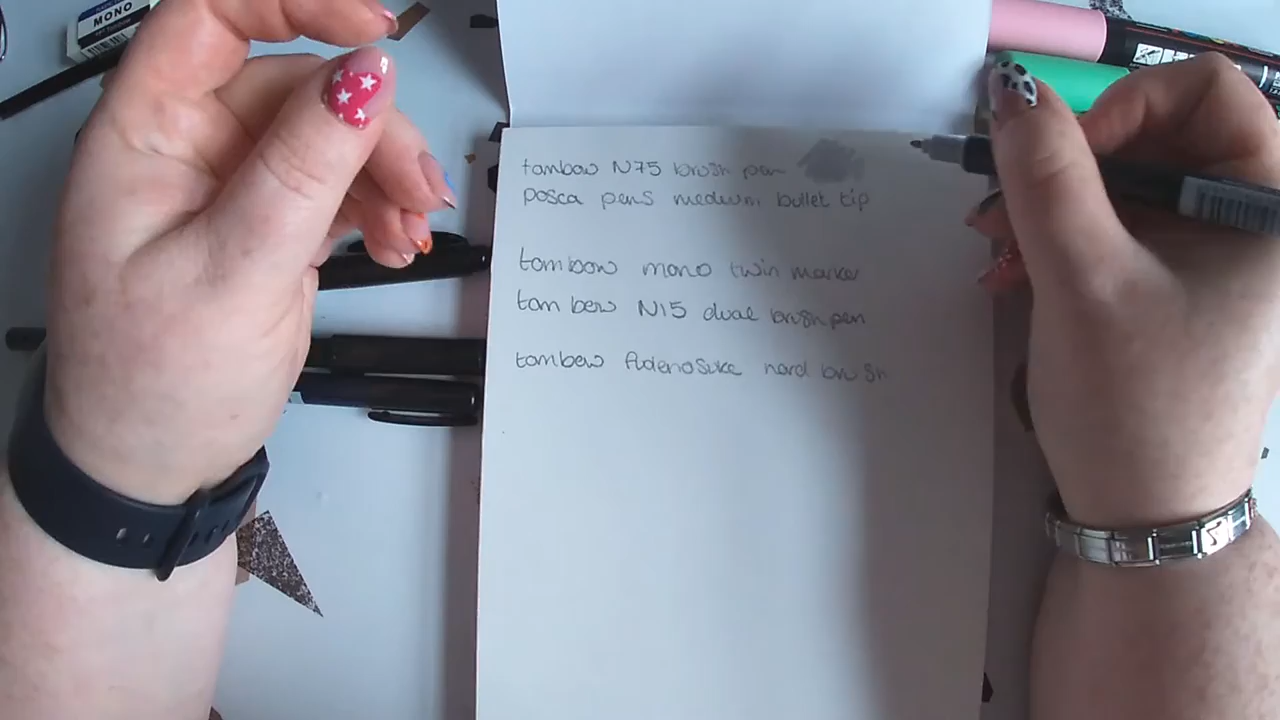 MONO
tombow N75 brush pen
posca pens medium bullet tip
tombow mono twin marker
tombow N15 dual brush pen
tombow fudenosuke hard brush